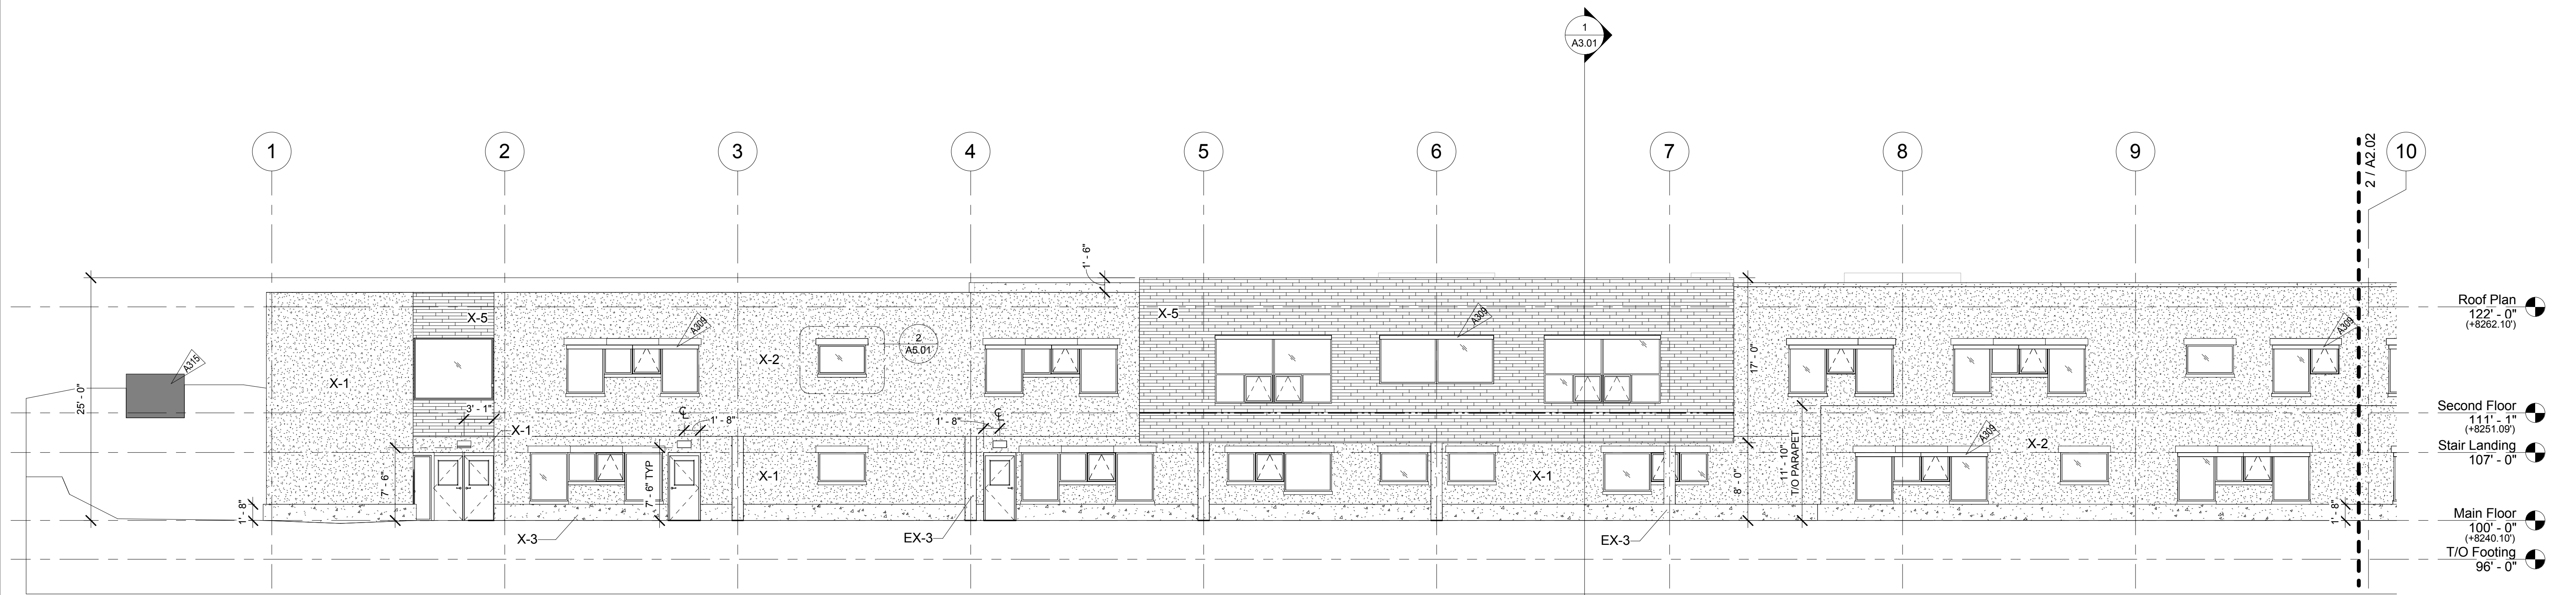 1
A3.01
1
2
3
4
5
6
7
8
9
2 / A2.02
10
1' - 6"
Roof Plan
122' - 0"
(+8262.10')
X-5
X-5
A309
A309
A309
2
A5.01
X-2
A315
X-1
25' - 0"
17' - 0"
3' - 1"
1' - 8"
1' - 8"
Second Floor
111' - 1"
(+8251.09')
X-1
A309
X-2
Stair Landing
107' - 0"
7' - 6"
7' - 6" TYP
X-1
X-1
8' - 0"
11' - 10"
T/O PARAPET
1' - 8"
1' - 8"
Main Floor
100' - 0"
(+8240.10')
X-3
EX-3
EX-3
T/O Footing
96' - 0"